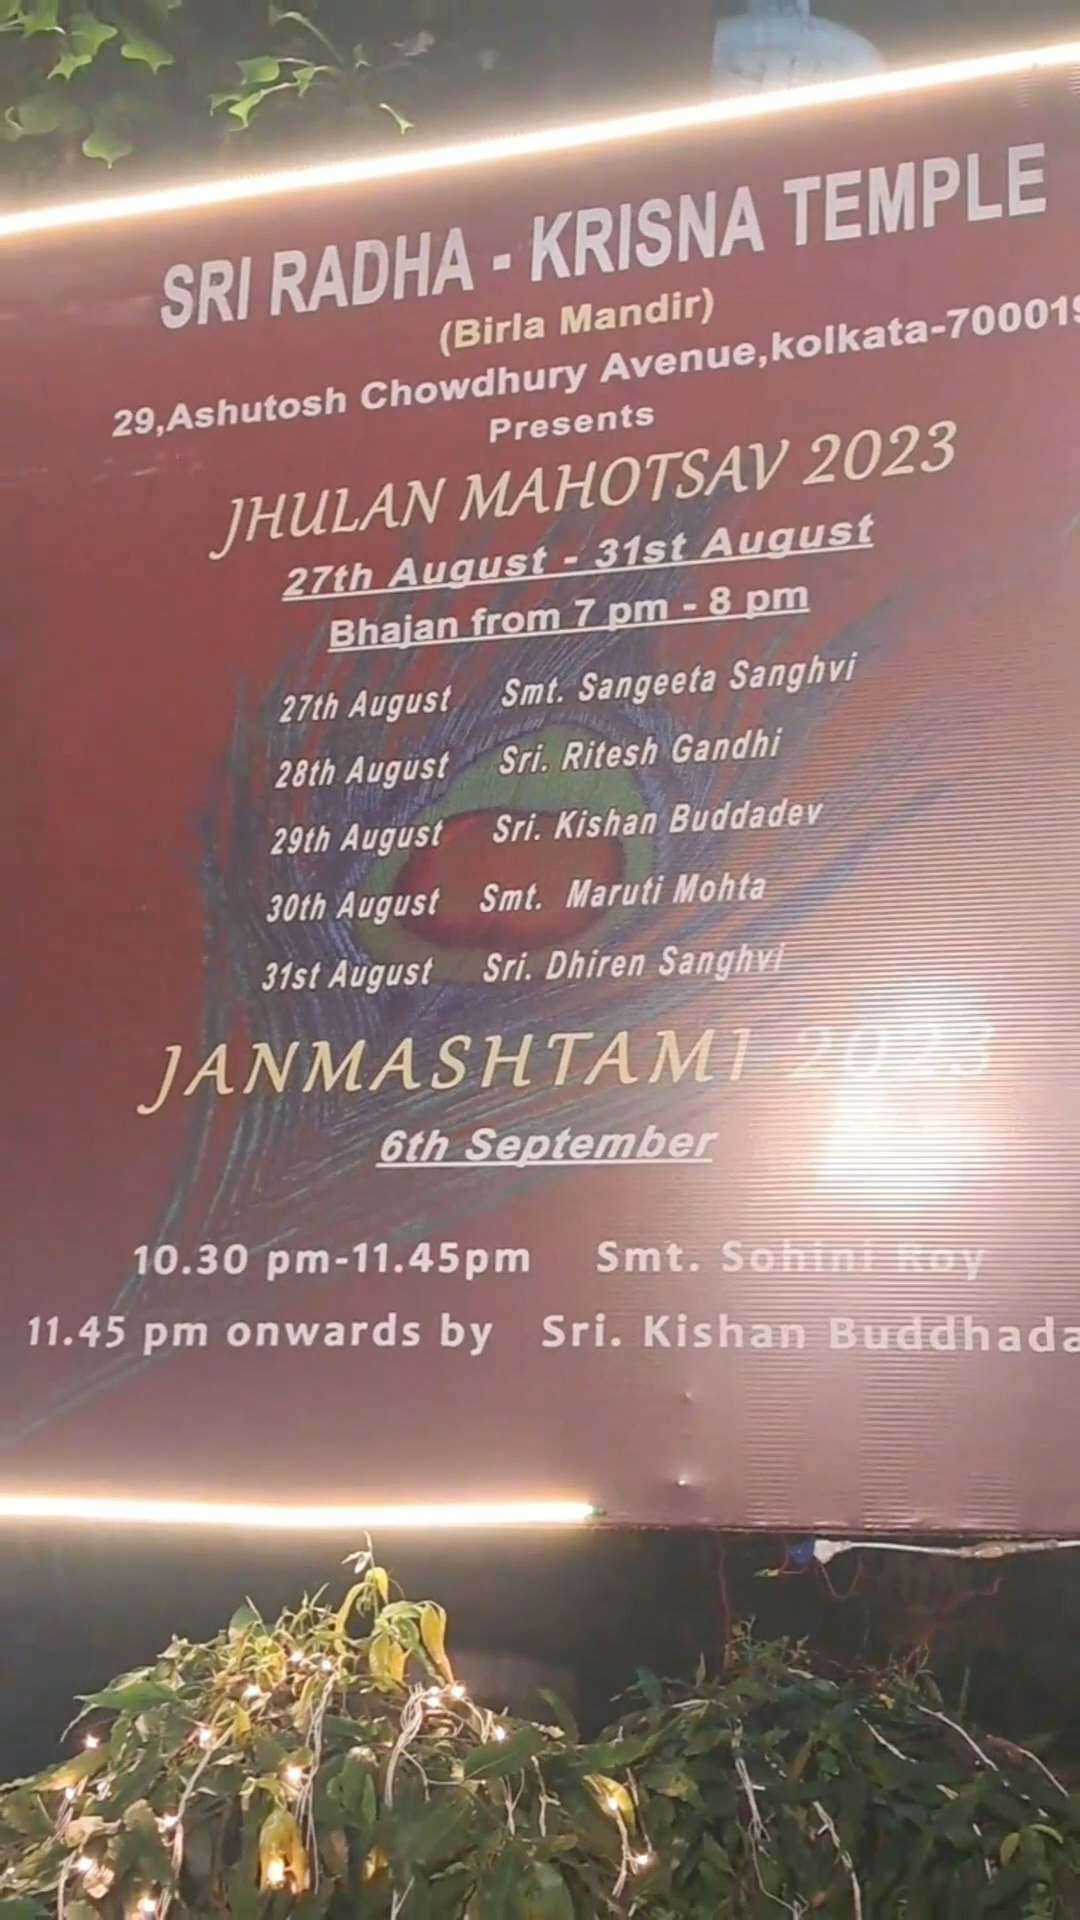 SRI RADHA - KRISNA TEMPLE
(Birla Mandir)
29,Ashutosh Chowdhury Avenue,kolkata-700019
Presents
JHULAN MAHOTSAV 2023
27th August - 31st August
Bhajan from 7 pm - 8 pm
27th August Smt. Sangeeta Sanghvi
28th August Sri. Ritesh Gandhi
29th August Sri. Kishan Buddadev
30th August Smt. Maruti Mohta
31st August Sri. Dhiren Sanghvi
JANMASHTAMI 2023
6th September
10.30 pm-11.45pm Smt. Sohini Roy
11.45 pm onwards by Sri. Kishan Buddhada